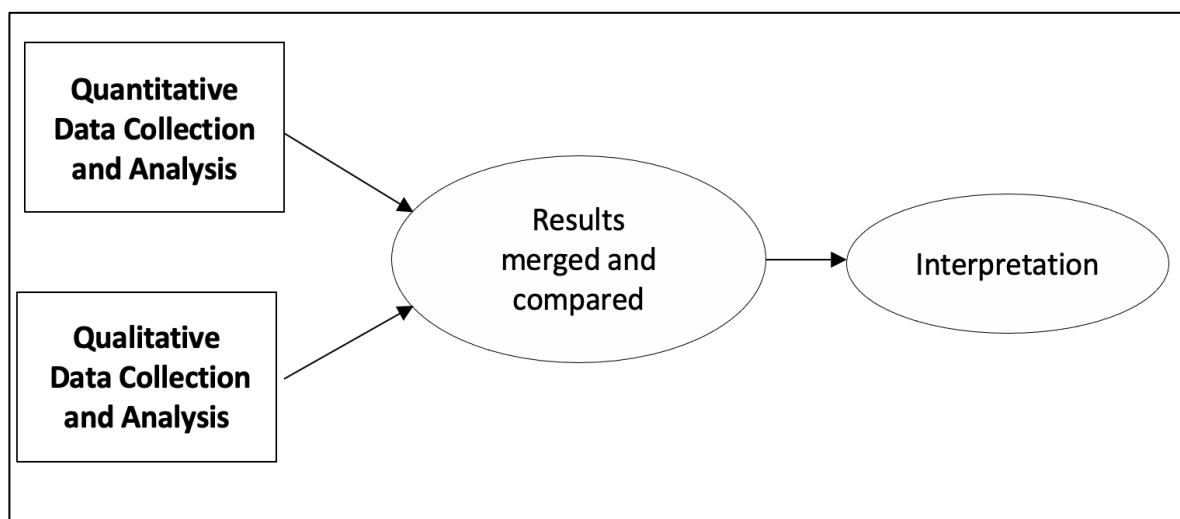 Quantitative
Data Collection
and Analysis
Qualitative
Data Collection
and Analysis
Results
merged and
compared
Interpretation